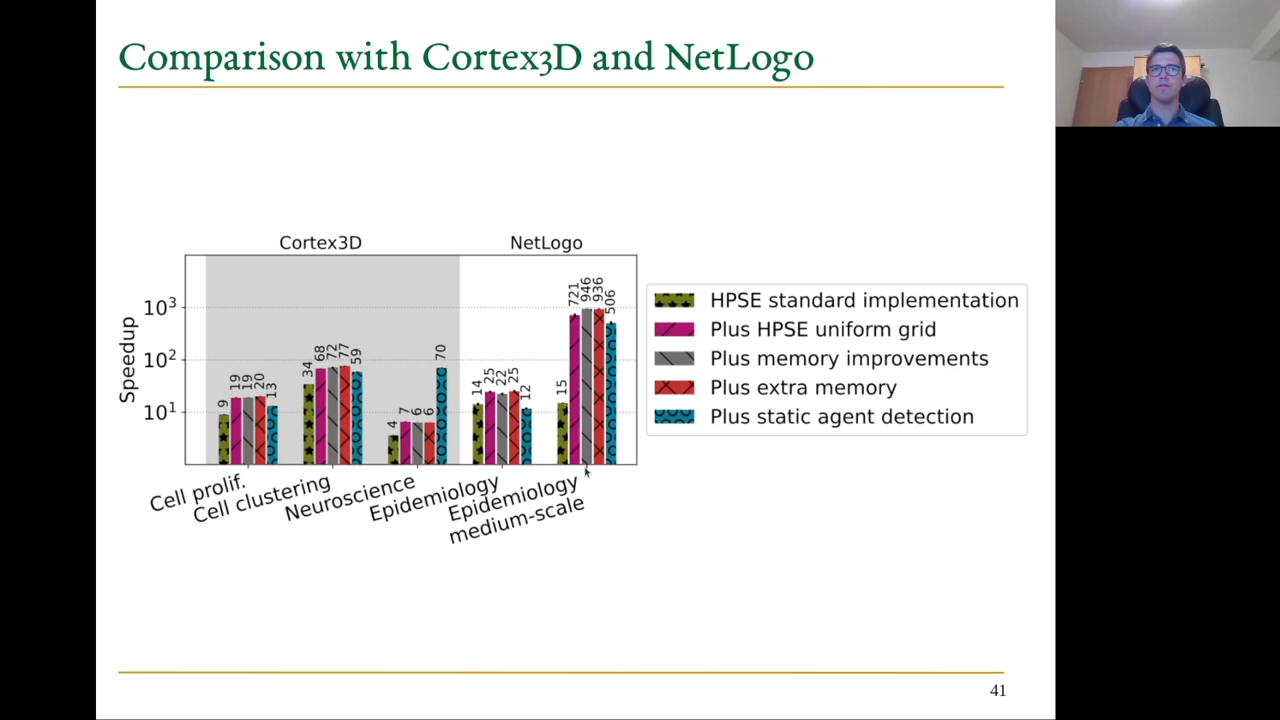 Comparison with Cortex3D and NetLogo
Cortex3D
NetLogo
Speedup
10³
10²
10¹
9
19
19
20
13
34
68
72
77
59
4
7
6
6
70
14
25
22
25
12
15
721
946
936
506
Cell prolif.
Cell clustering
Neuroscience
Epidemiology
Epidemiology
medium-scale
HPSE standard implementation
Plus HPSE uniform grid
Plus memory improvements
Plus extra memory
Plus static agent detection
41